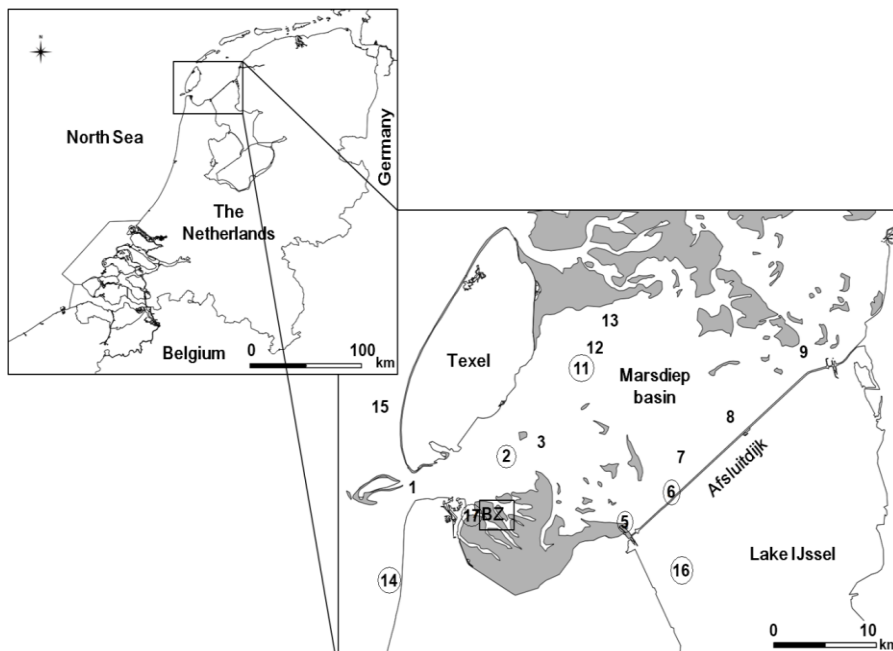 North Sea
Germany
The
Netherlands
Belgium
0 100
km
13
12
9
11
Texel
Marsdiep
basin
15
8
3
2
7
Afsluitdijk
1
6
17 BZ
5
Lake IJssel
16
14
0 10
km